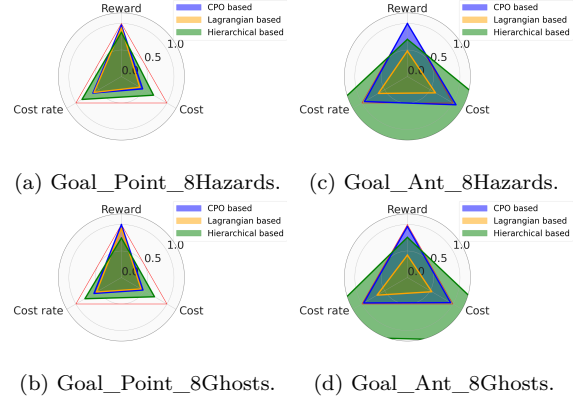 Reward
CPO based
Lagrangian based
Hierarchical based
1.0
0.5
0.0
Cost rate
Cost
(a) Goal_Point_8Hazards.
Reward
CPO based
Lagrangian based
Hierarchical based
1.0
0.5
0.0
Cost rate
Cost
(c) Goal_Ant_8Hazards.
Reward
CPO based
Lagrangian based
Hierarchical based
1.0
0.5
0.0
Cost rate
Cost
(b) Goal_Point_8Ghosts.
Reward
CPO based
Lagrangian based
Hierarchical based
1.0
0.5
0.0
Cost rate
Cost
(d) Goal_Ant_8Ghosts.